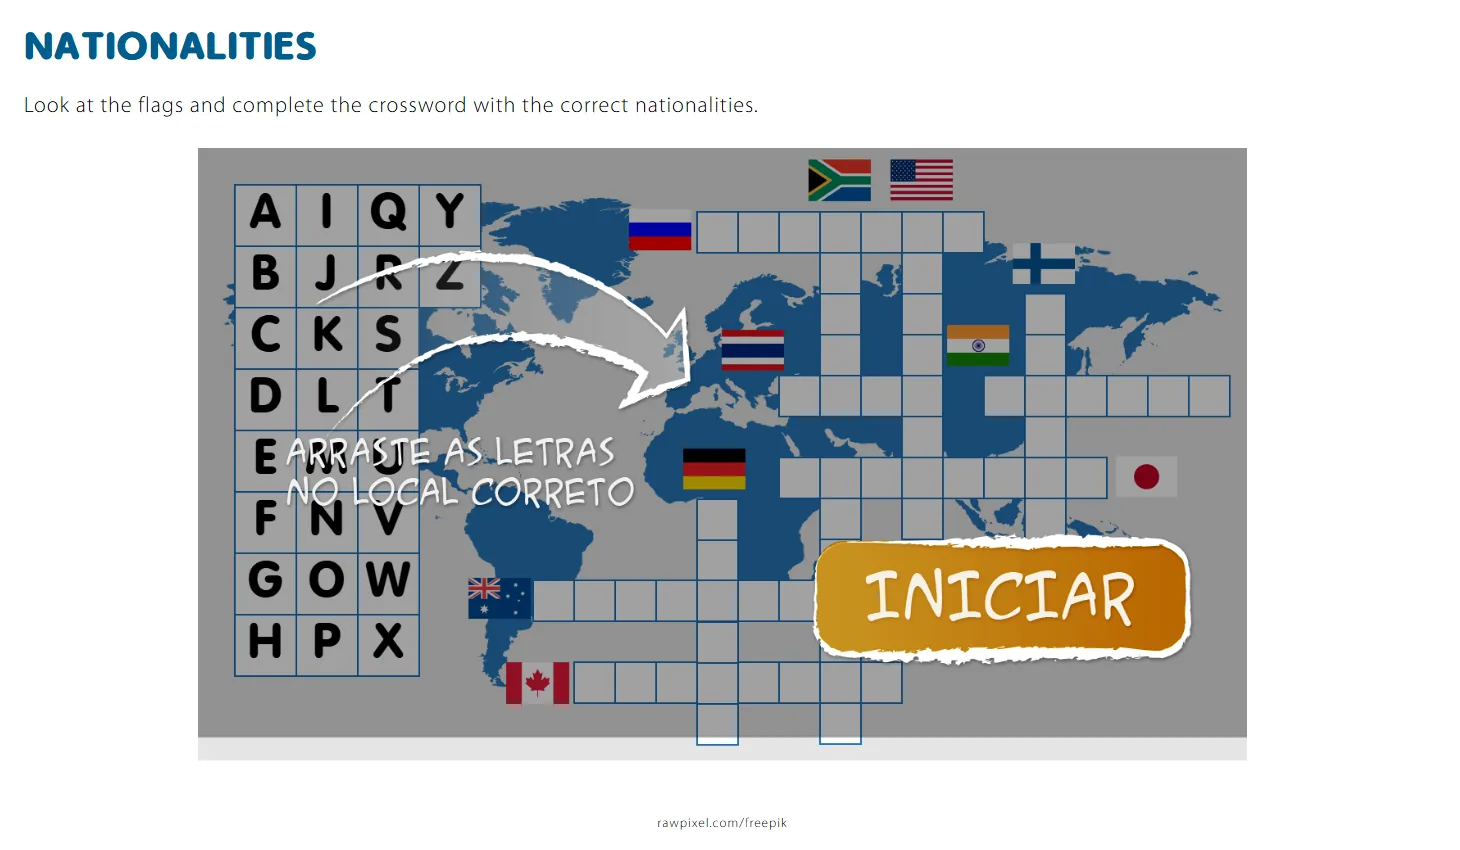 NATIONALITIES
Look at the flags and complete the crossword with the correct nationalities.
A I Q Y
B J R Z
C K S
D L T
E M U
F N V
G O W
H P X
ARRASTE AS LETRAS
NO LOCAL CORRETO
INICIAR
rawpixel.com/freepik